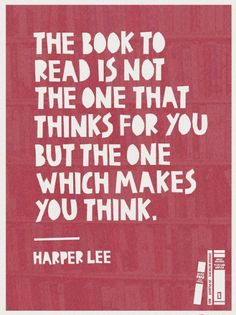 THE BOOK TO
READ IS NOT
THE ONE THAT
THINKS FOR YOU
BUT THE ONE
WHICH MAKES
YOU THINK.
HARPER LEE